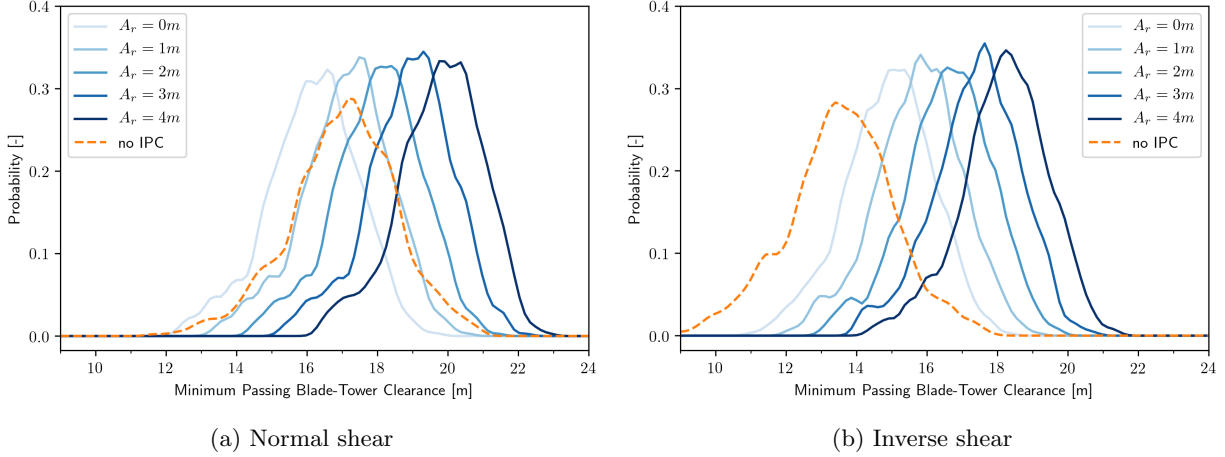 0.4
0.3
0.2
0.1
0.0
Probability [-]
A_r = 0m
A_r = 1m
A_r = 2m
A_r = 3m
A_r = 4m
no IPC
10 12 14 16 18 20 22 24
Minimum Passing Blade-Tower Clearance [m]
(a) Normal shear
0.4
0.3
0.2
0.1
0.0
Probability [-]
A_r = 0m
A_r = 1m
A_r = 2m
A_r = 3m
A_r = 4m
no IPC
10 12 14 16 18 20 22 24
Minimum Passing Blade-Tower Clearance [m]
(b) Inverse shear